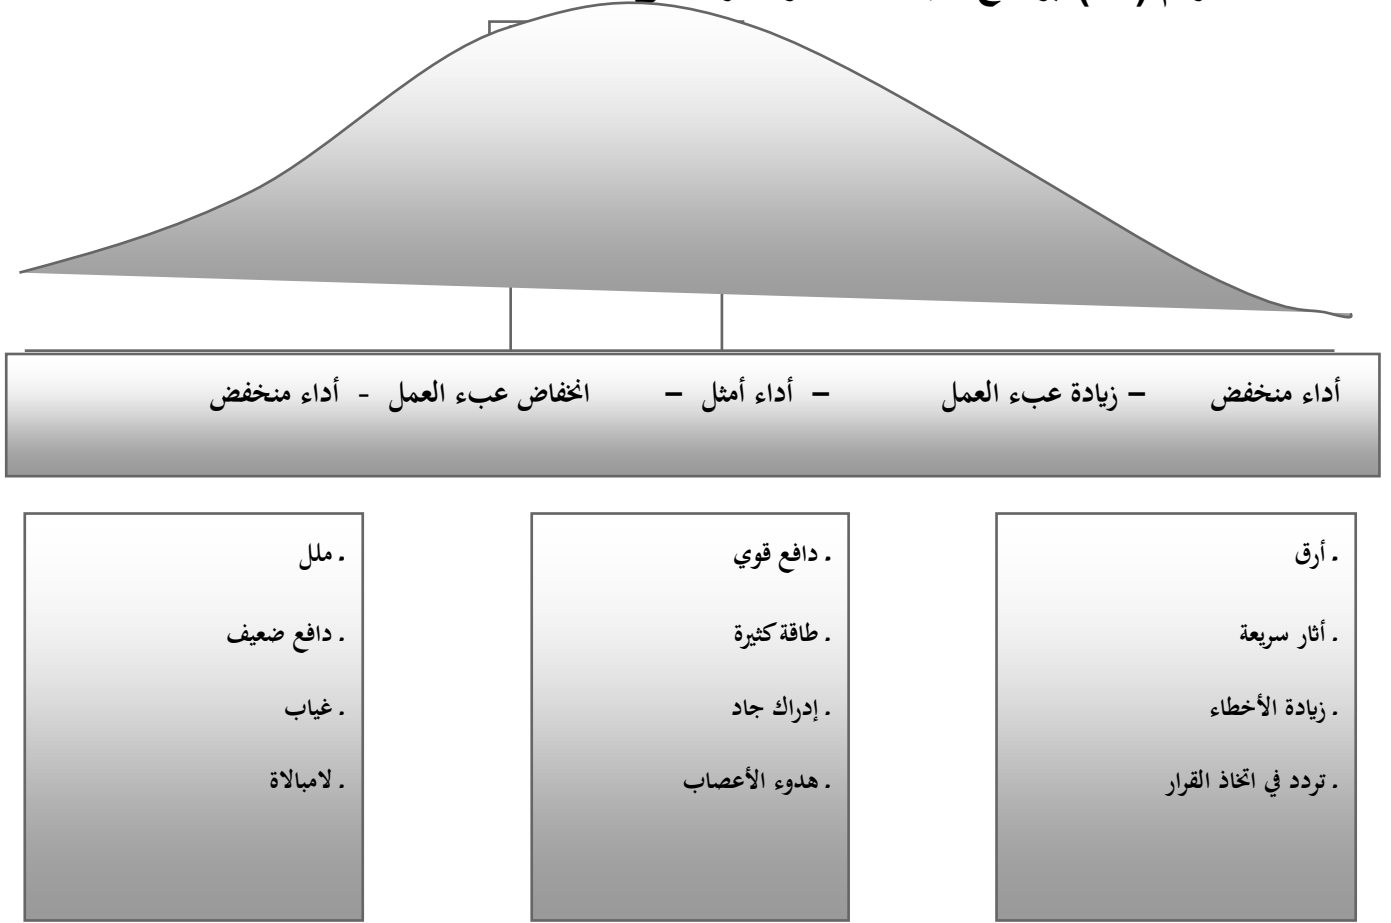 أداء منخفض – زيادة عبء العمل – أداء أمثل – انخفاض عبء العمل - أداء منخفض
. أرق
. أثار سريعة
. زيادة الأخطاء
. تردد في اتخاذ القرار
. دافع قوي
. طاقة كثيرة
. إدراك جاد
. هدوء الأعصاب
. ملل
. دافع ضعيف
. غياب
. لامبالاة